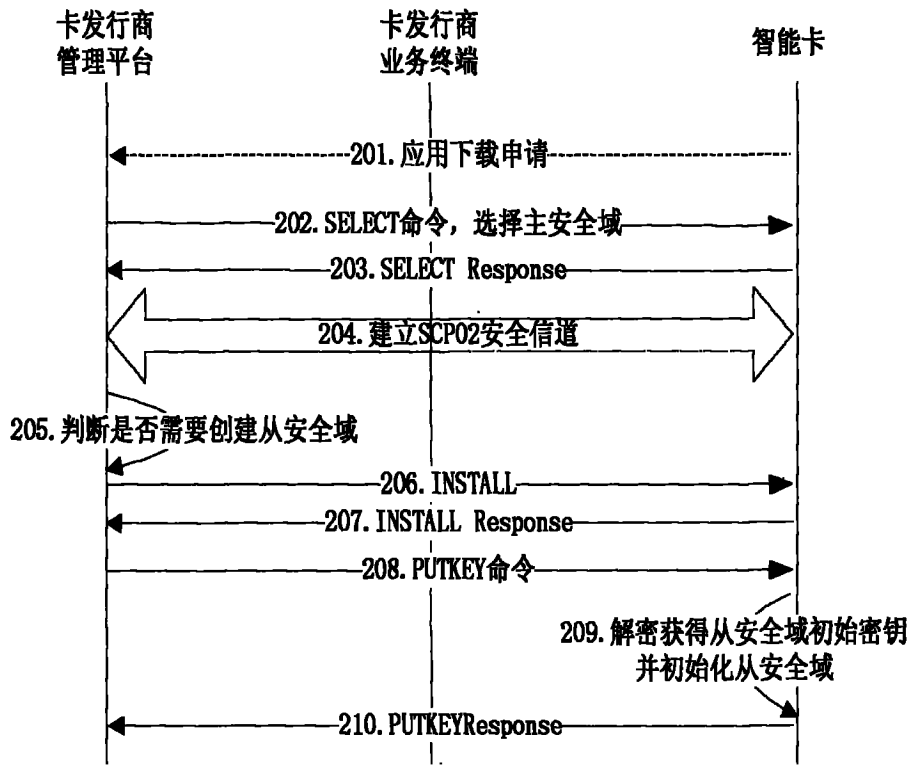 卡发行商
管理平台
卡发行商
业务终端
智能卡
201.应用下载申请
202.SELECT命令，选择主安全域
203.SELECT Response
204.建立SCP02安全信道
205.判断是否需要创建从安全域
206.INSTALL
207.INSTALL Response
208.PUTKEY命令
209.解密获得从安全域初始密钥
并初始化从安全域
210.PUTKEYResponse